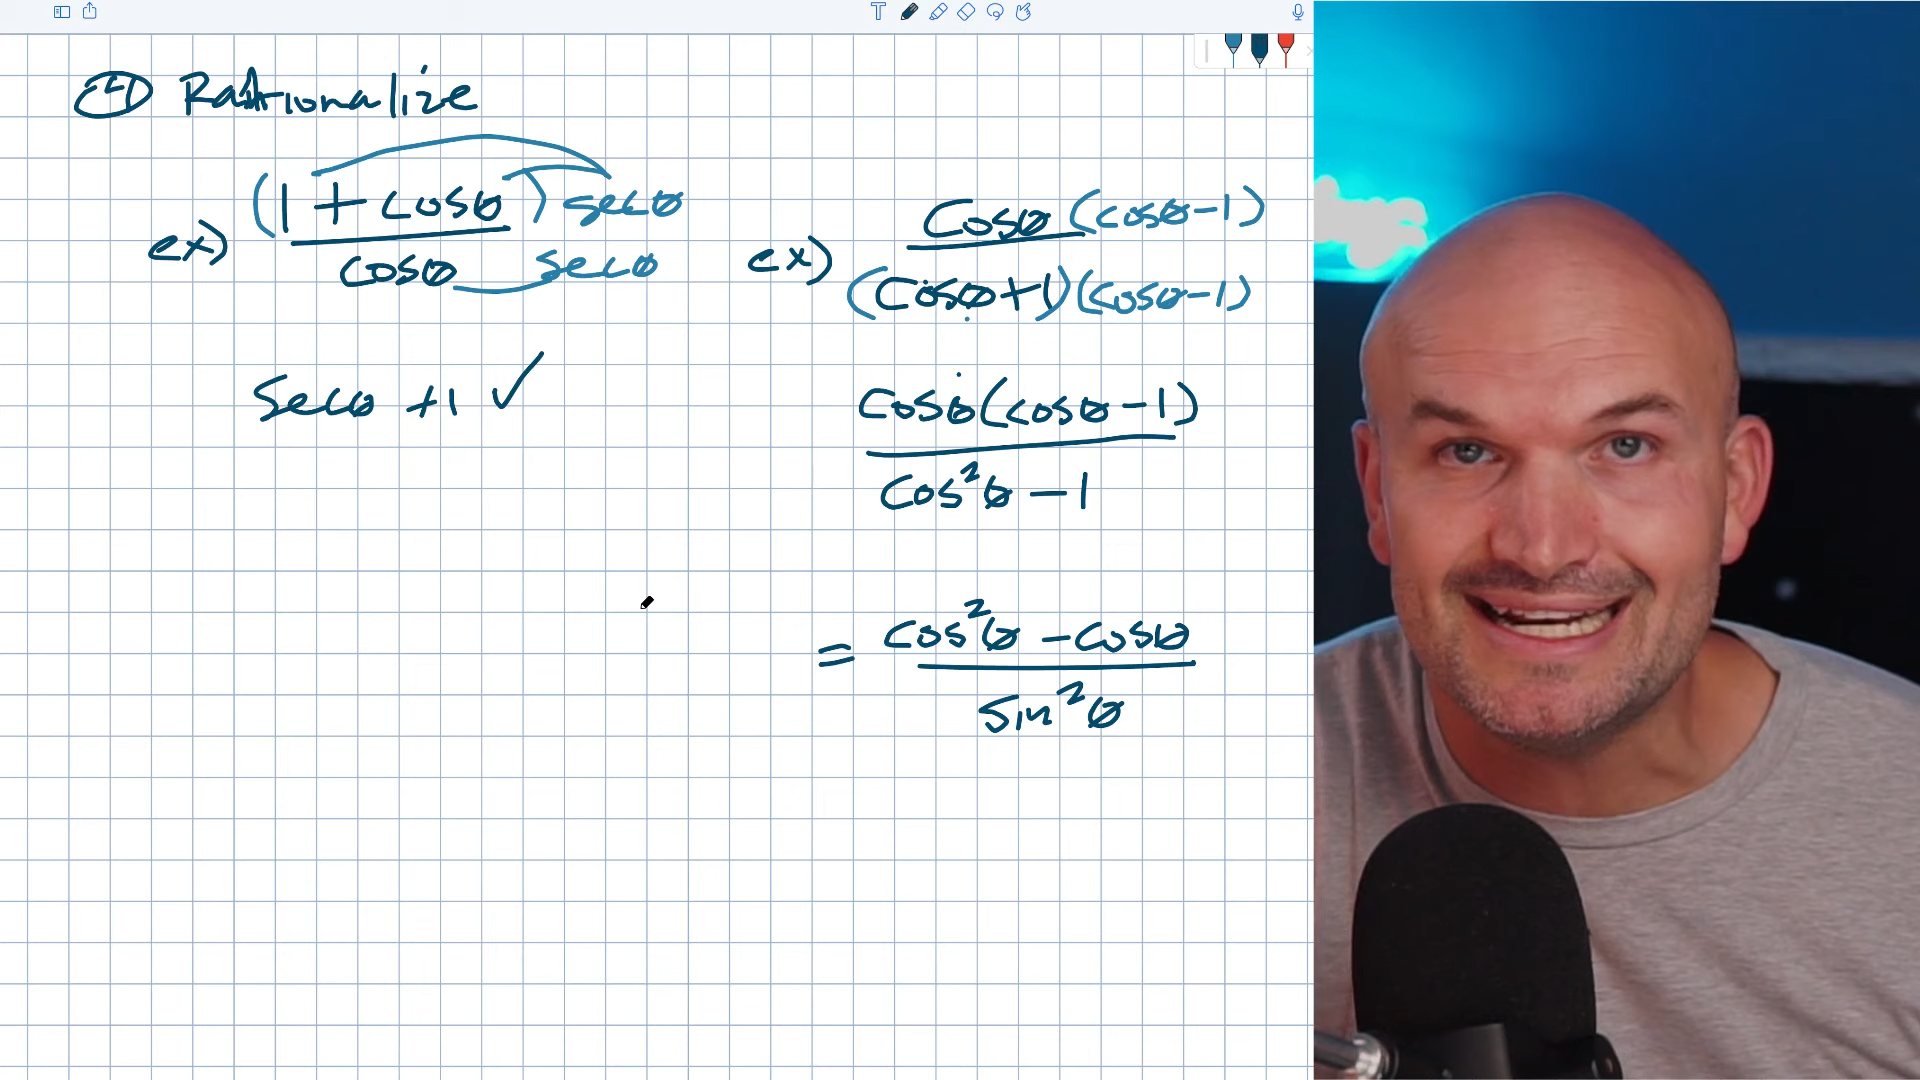 ④ Rationalize
ex) (1 + cosθ) secθ
cosθ secθ
secθ +1 ✓
ex) cosθ (cosθ-1)
(cosθ+1)(cosθ-1)
cosθ(cosθ-1)
cos²θ - 1
= cos²θ - cosθ
sin²θ